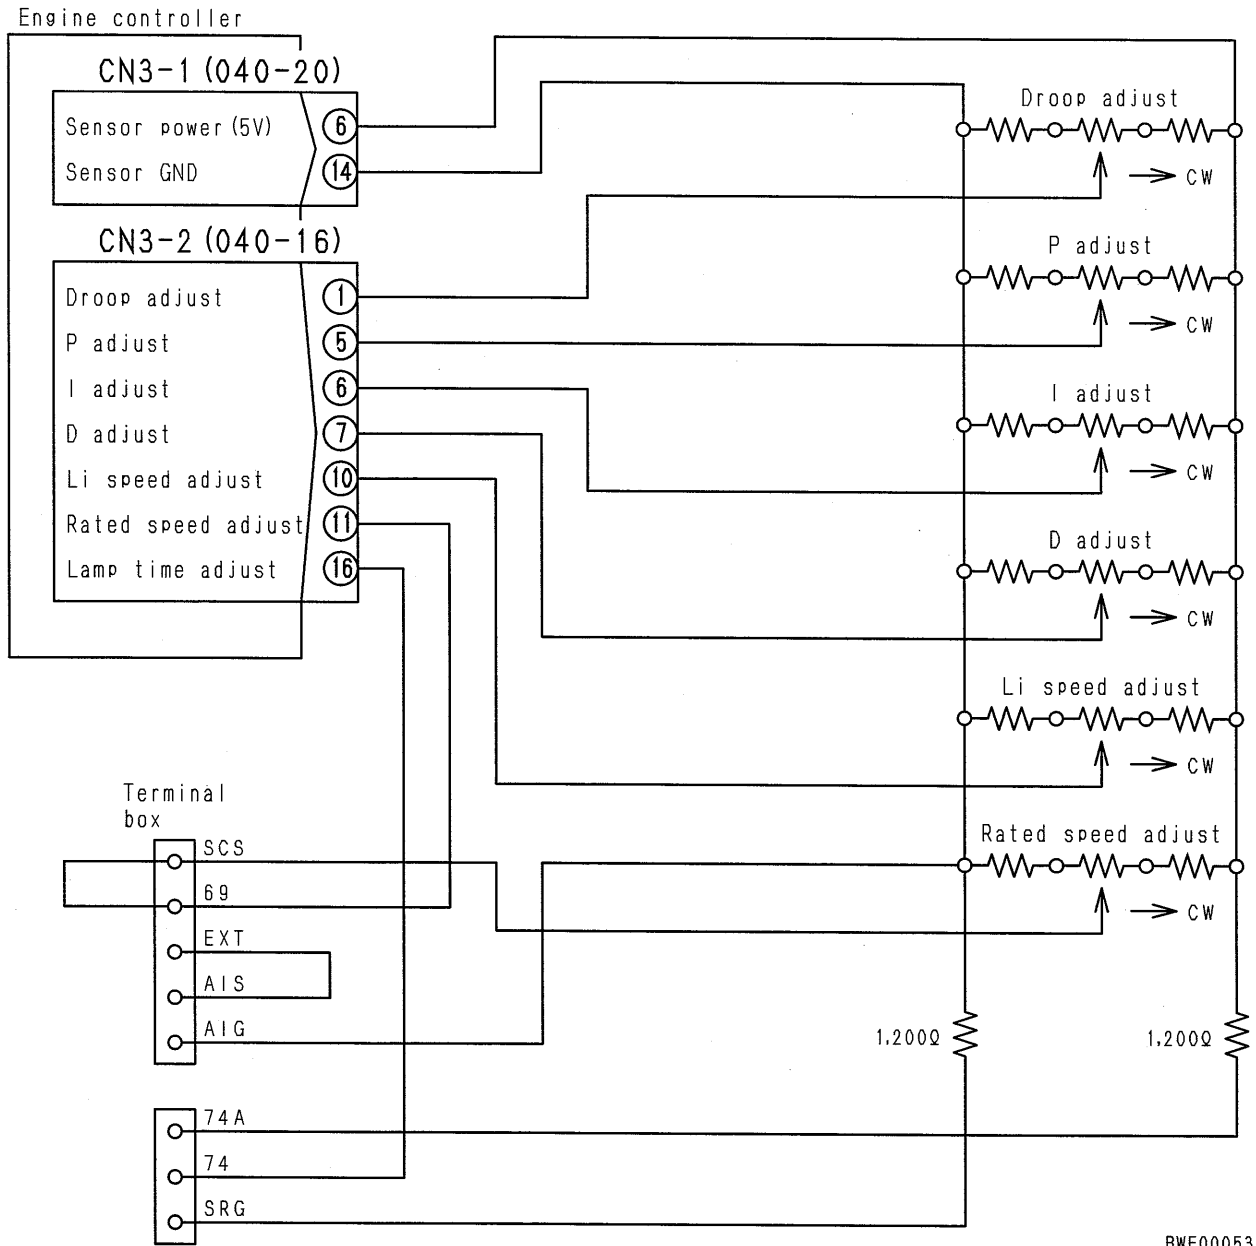 Engine controller
CN3-1 (040-20)
Sensor power (5V) 6
Sensor GND 14
CN3-2 (040-16)
Droop adjust 1
P adjust 5
I adjust 6
D adjust 7
Li speed adjust 10
Rated speed adjust 11
Lamp time adjust 16
Droop adjust
CW
P adjust
CW
I adjust
CW
D adjust
CW
Li speed adjust
CW
Rated speed adjust
CW
1,200Ω
1,200Ω
Terminal
box
SCS
69
EXT
AIS
AIG
74A
74
SRG
BWE00053